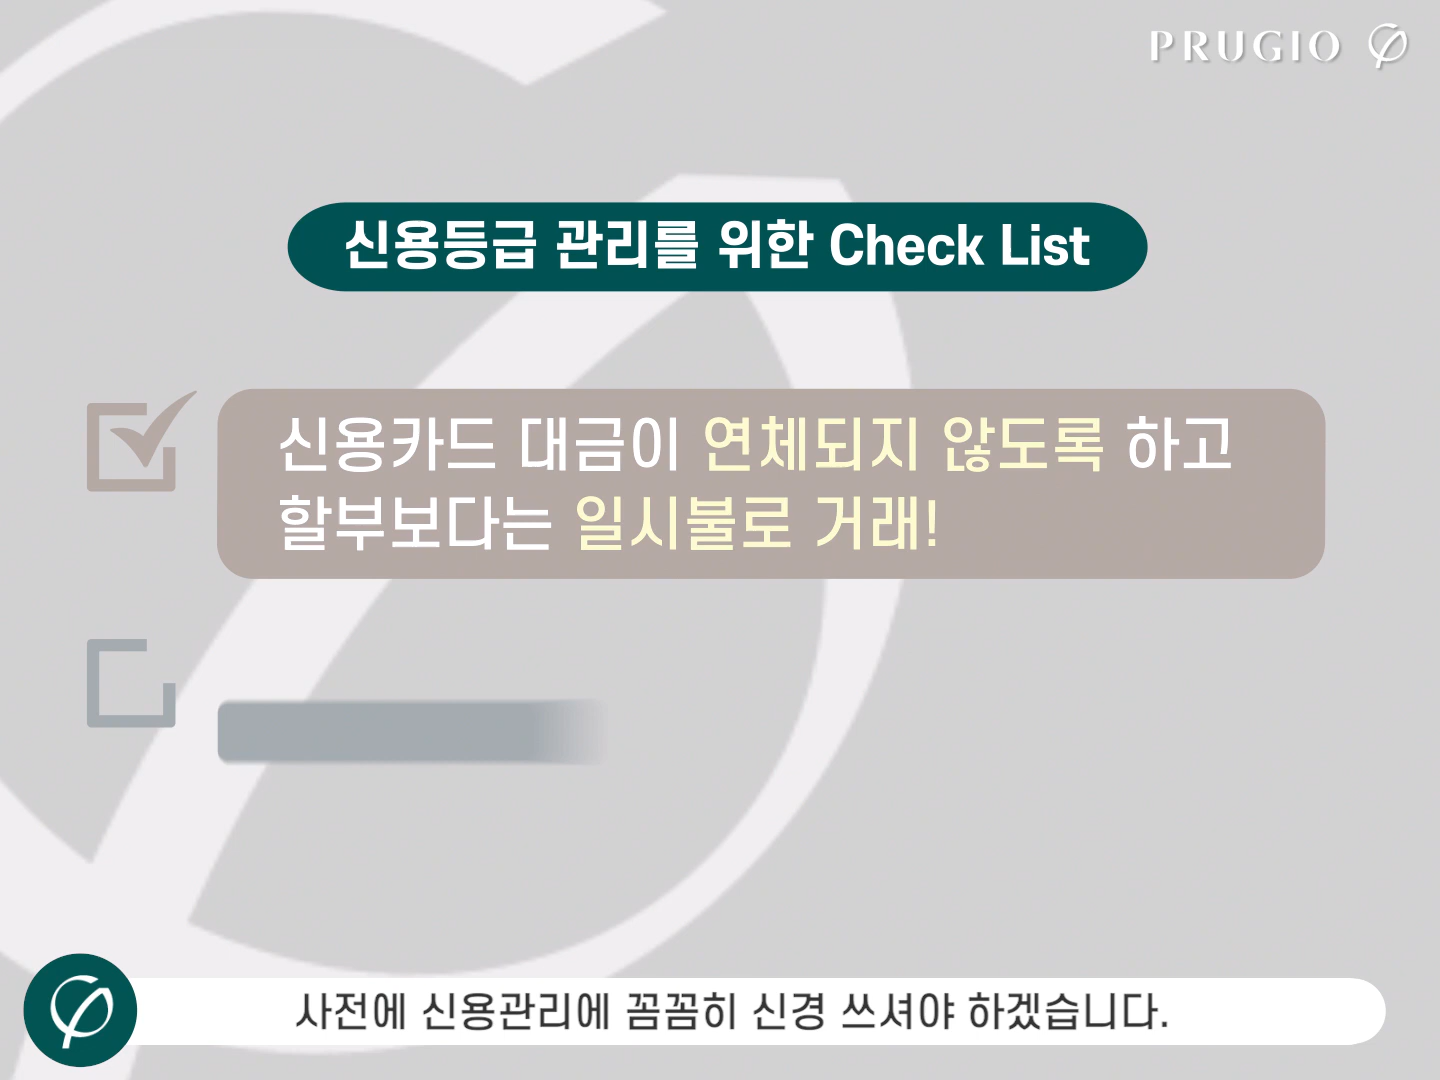 PRUGIO
신용등급 관리를 위한 Check List
신용카드 대금이 연체되지 않도록 하고
할부보다는 일시불로 거래!
사전에 신용관리에 꼼꼼히 신경 쓰셔야 하겠습니다.